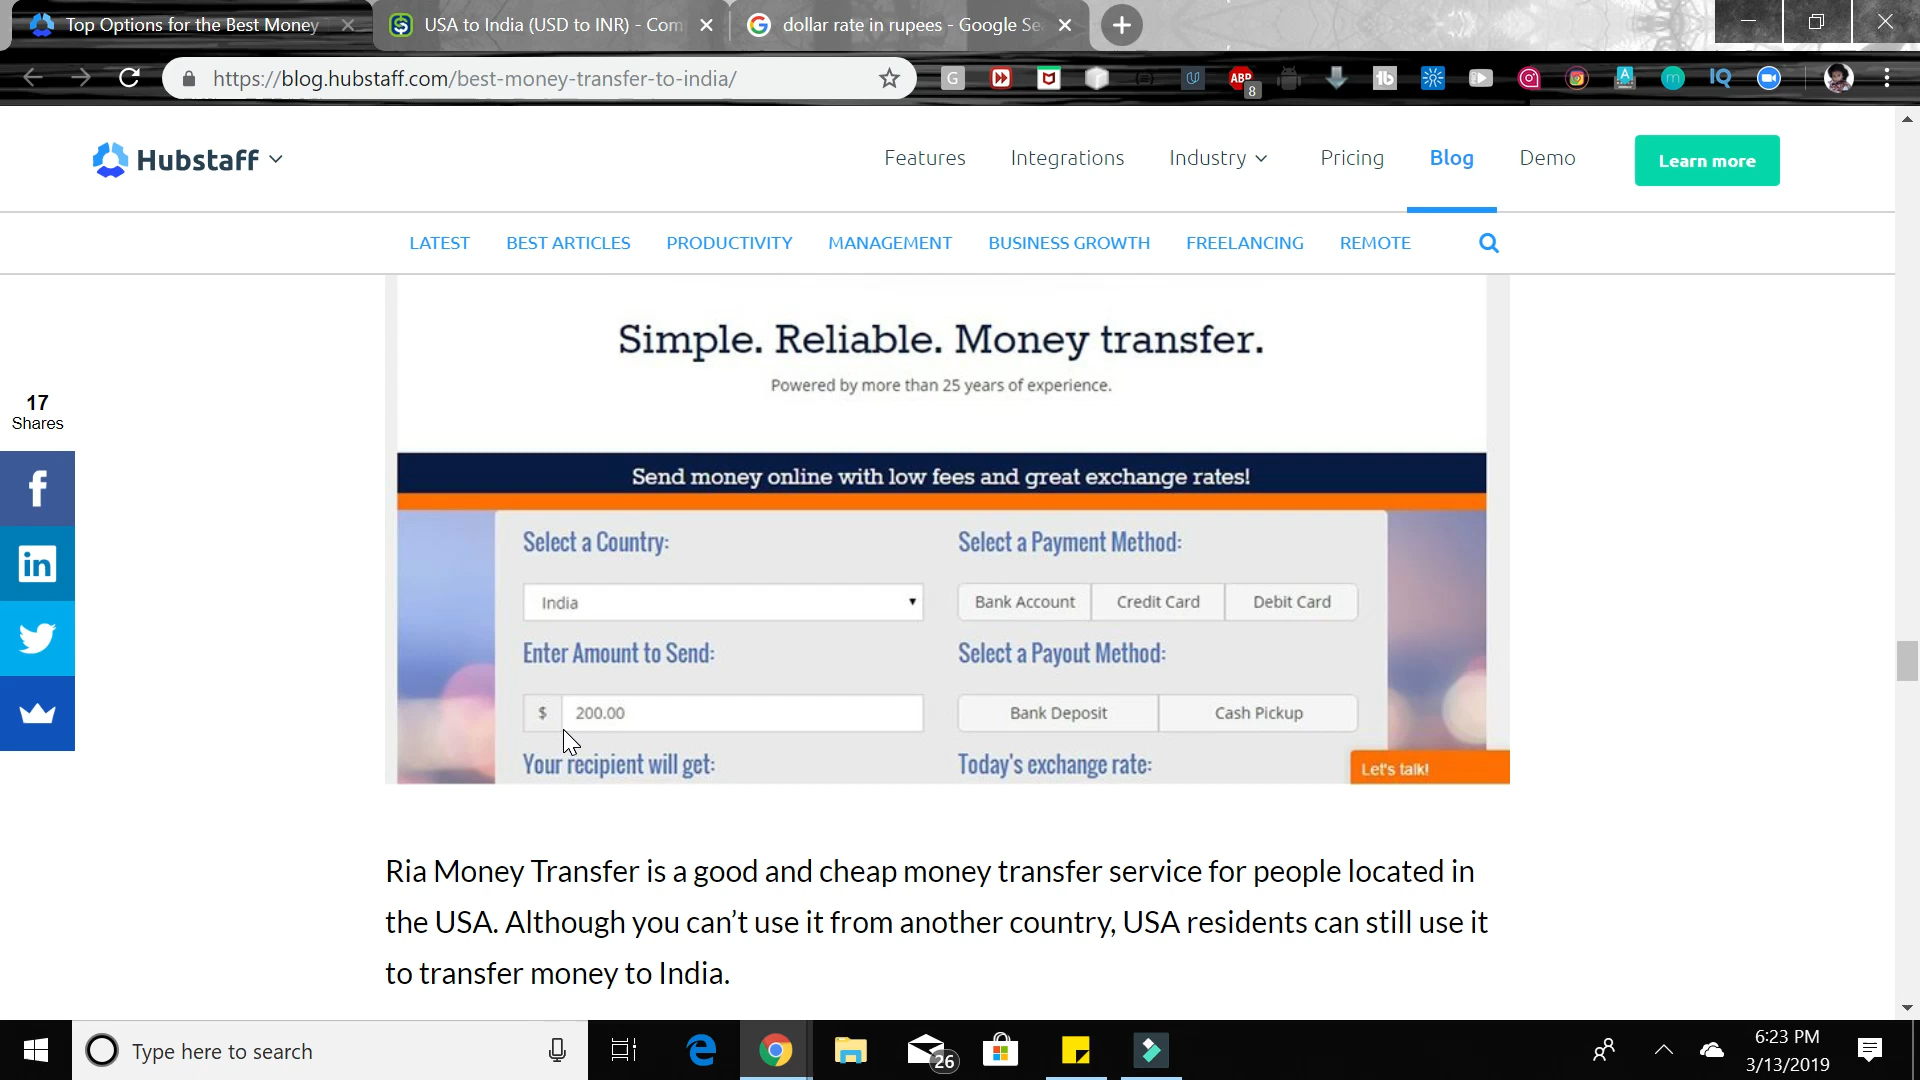 Top Options for the Best Money
USA to India (USD to INR) - Com
dollar rate in rupees - Google Se
https://blog.hubstaff.com/best-money-transfer-to-india/
G
ABP
8
IQ
Hubstaff
Features
Integrations
Industry
Pricing
Blog
Demo
Learn more
LATEST
BEST ARTICLES
PRODUCTIVITY
MANAGEMENT
BUSINESS GROWTH
FREELANCING
REMOTE
17
Shares
Simple. Reliable. Money transfer.
Powered by more than 25 years of experience.
Send money online with low fees and great exchange rates!
Select a Country:
India
Select a Payment Method:
Bank Account
Credit Card
Debit Card
Enter Amount to Send:
$ 200.00
Select a Payout Method:
Bank Deposit
Cash Pickup
Your recipient will get:
Today's exchange rate:
Let's talk!
Ria Money Transfer is a good and cheap money transfer service for people located in
the USA. Although you can’t use it from another country, USA residents can still use it
to transfer money to India.
Type here to search
26
6:23 PM
3/13/2019